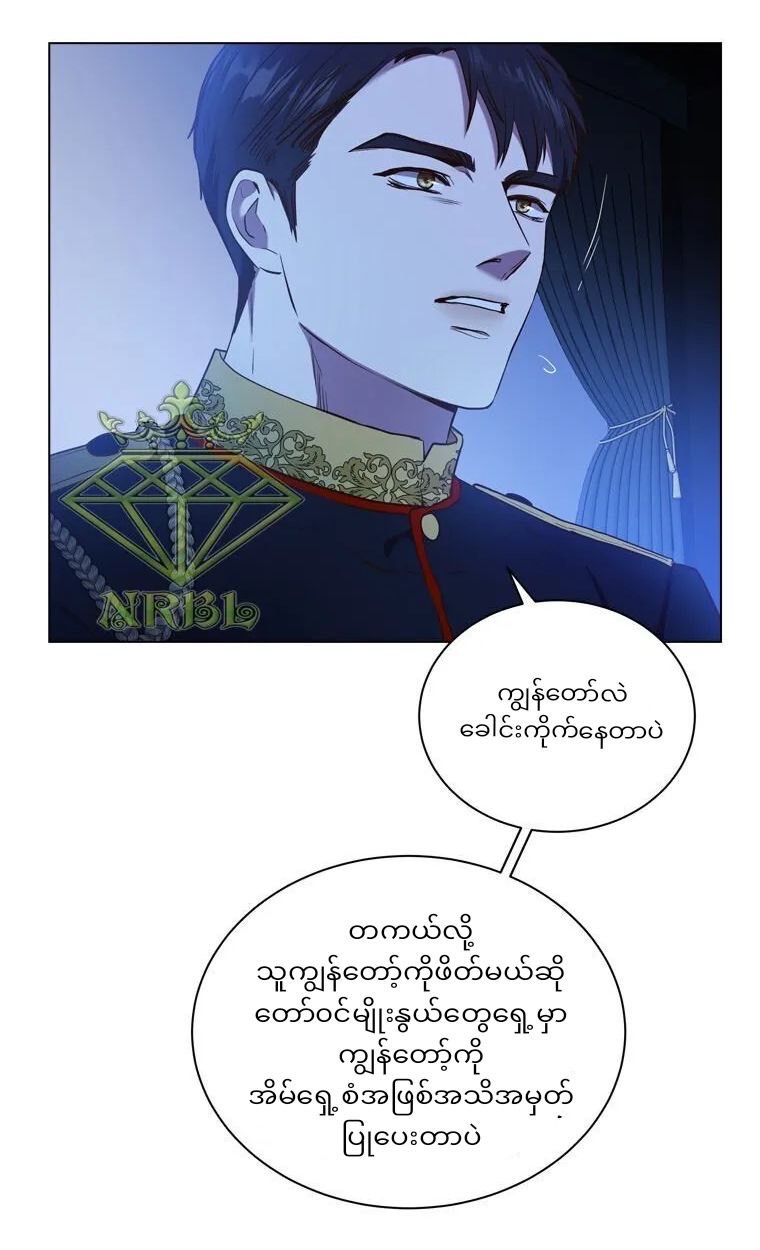 NRBL
ကျွန်တော်လဲ
ခေါင်းကိုက်နေတာပဲ
တကယ်လို့
သူကျွန်တော့်ကိုဖိတ်မယ်ဆို
တော်ဝင်မျိုးနွယ်တွေရှေ့မှာ
ကျွန်တော့်ကို
အိမ်ရှေ့စံအဖြစ်အသိအမှတ်
ပြုပေးတာပဲ